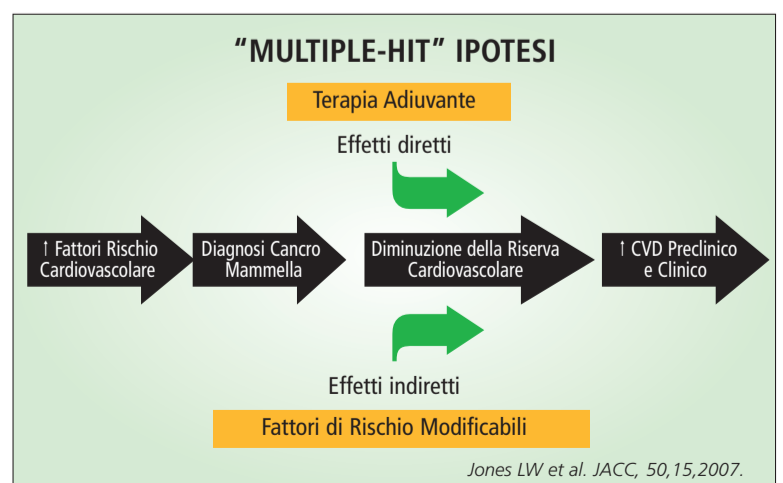 “MULTIPLE-HIT” IPOTESI
Terapia Adiuvante
Effetti diretti
↑ Fattori Rischio
Cardiovascolare
Diagnosi Cancro
Mammella
Diminuzione della Riserva
Cardiovascolare
↑ CVD Preclinico
e Clinico
Effetti indiretti
Fattori di Rischio Modificabili
Jones LW et al. JACC, 50,15,2007.